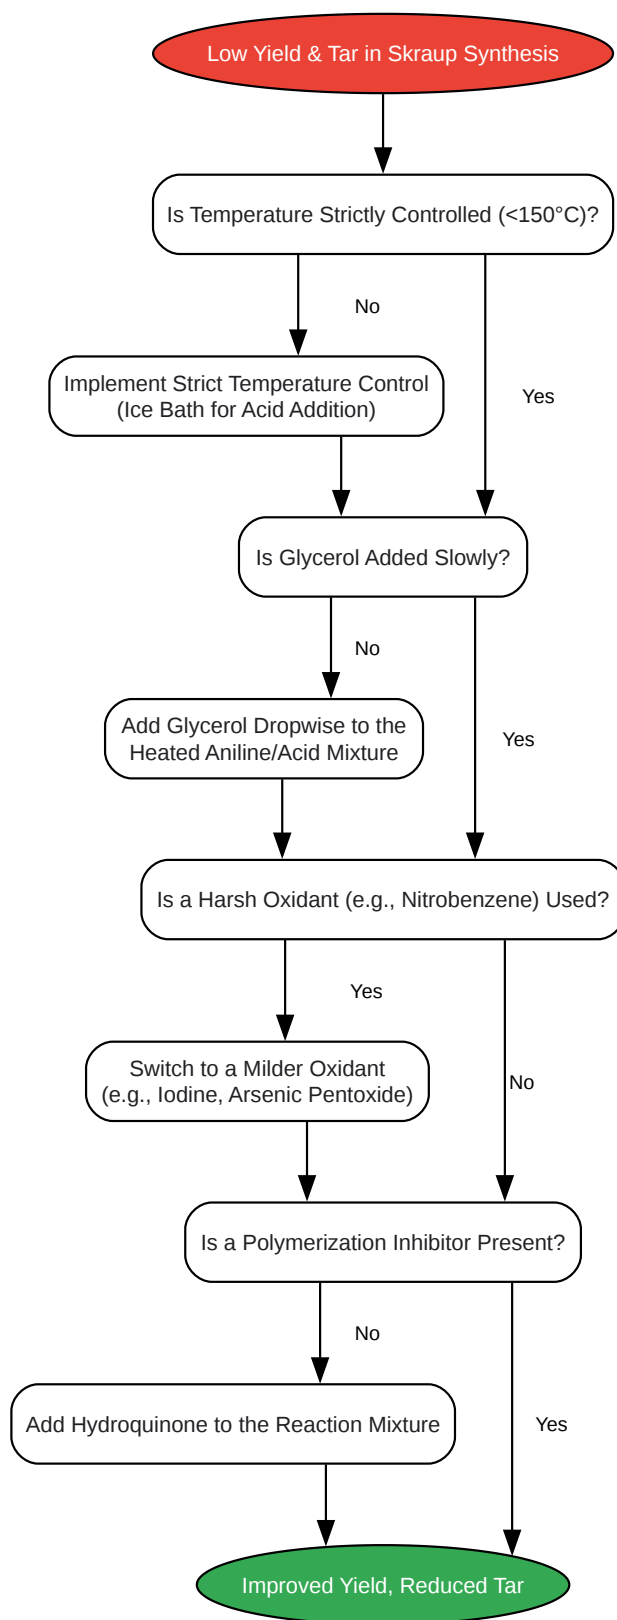 Low Yield & Tar in Skraup Synthesis
Is Temperature Strictly Controlled (<150°C)?
No
Implement Strict Temperature Control
(Ice Bath for Acid Addition)
Yes
Is Glycerol Added Slowly?
No
Add Glycerol Dropwise to the
Heated Aniline/Acid Mixture
Yes
Is a Harsh Oxidant (e.g., Nitrobenzene) Used?
Yes
Switch to a Milder Oxidant
(e.g., Iodine, Arsenic Pentoxide)
No
Is a Polymerization Inhibitor Present?
No
Add Hydroquinone to the Reaction Mixture
Yes
Improved Yield, Reduced Tar